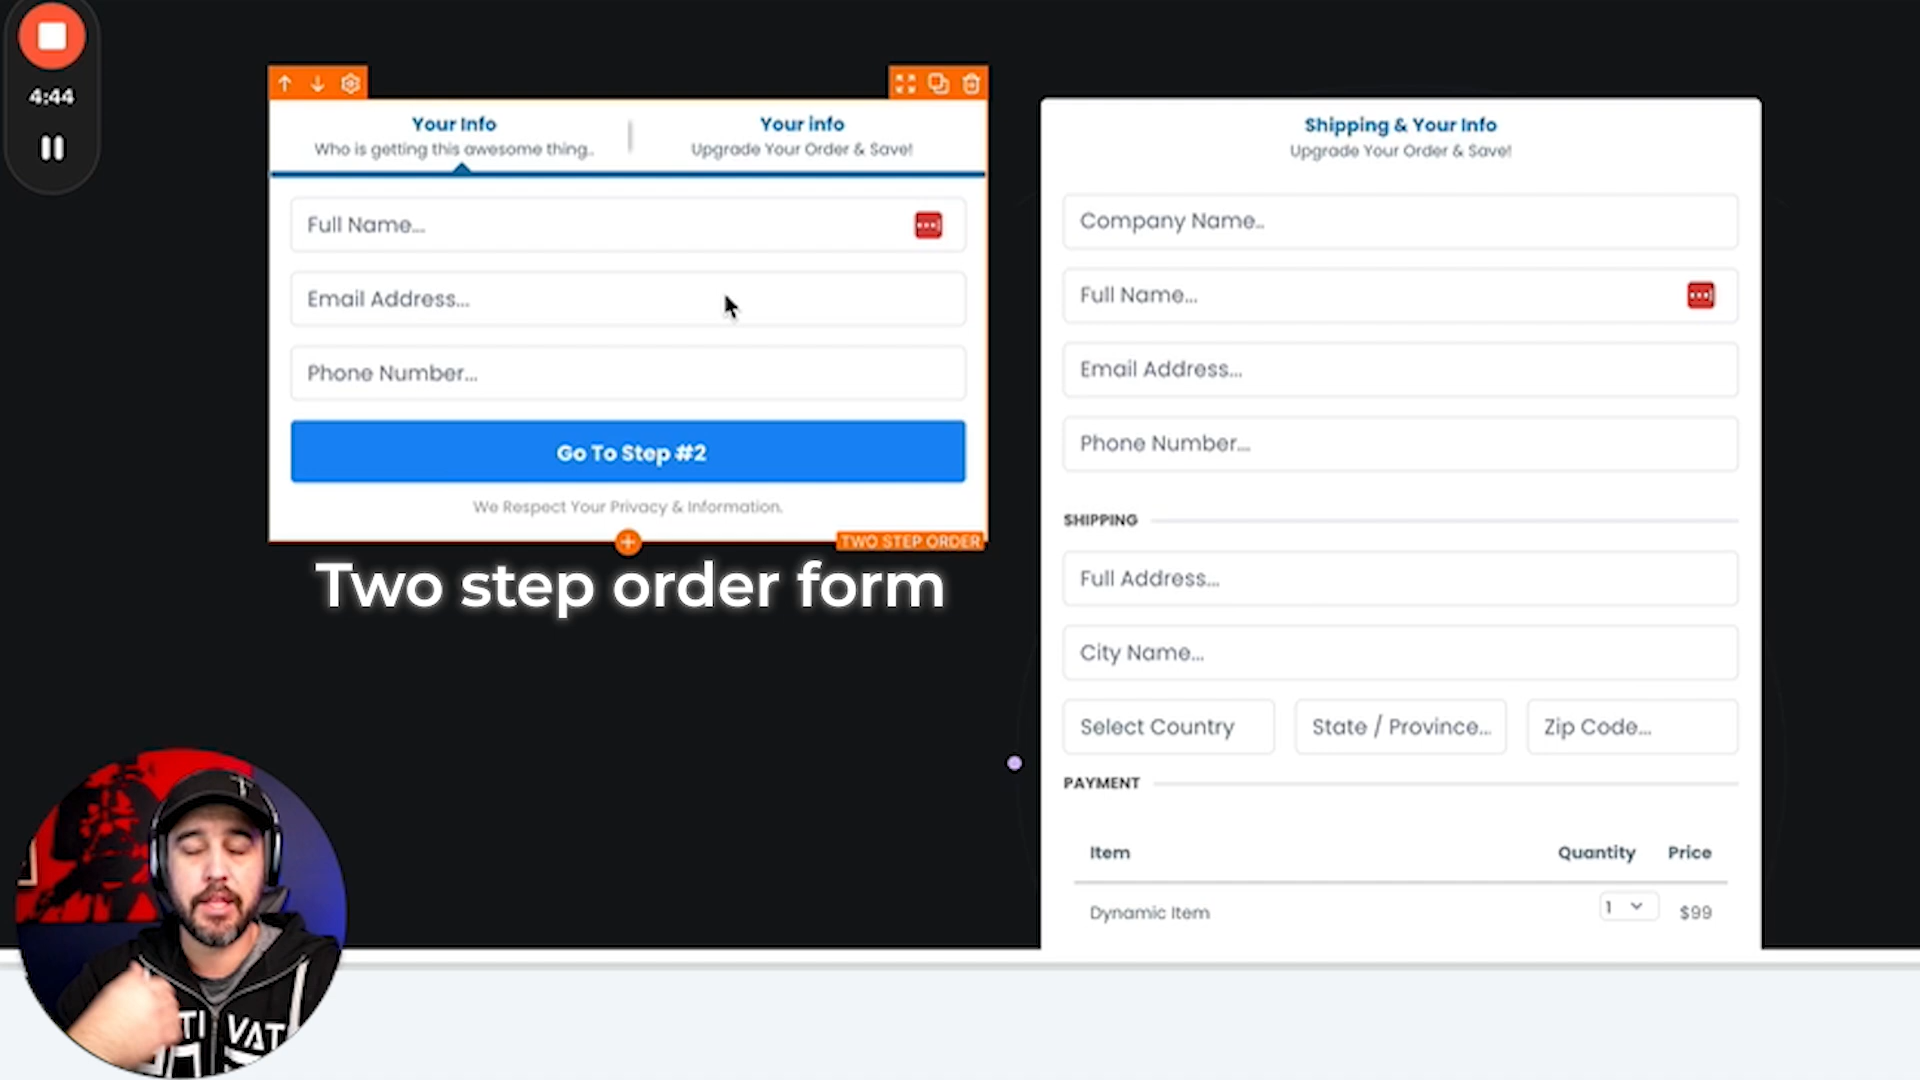 4:44
Your Info
Who is getting this awesome thing..
Your info
Upgrade Your Order & Save!
Full Name...
Email Address...
Phone Number...
Go To Step #2
We Respect Your Privacy & Information.
TWO STEP ORDER
Two step order form
Shipping & Your Info
Upgrade Your Order & Save!
Company Name..
Full Name...
Email Address...
Phone Number...
SHIPPING
Full Address...
City Name...
Select Country State / Province... Zip Code...
PAYMENT
Item Quantity Price
Dynamic Item 1 $99